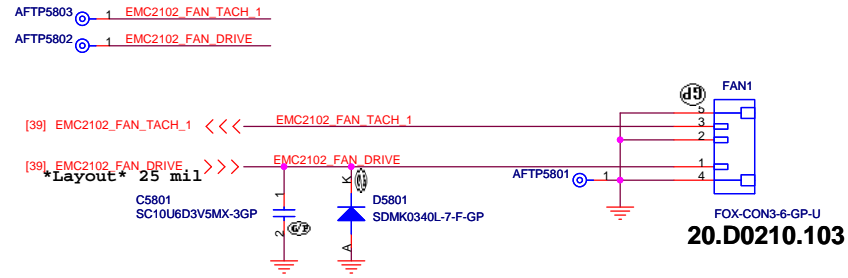 AFTP5803 1 EMC2102_FAN_TACH_1
AFTP5802 1 EMC2102_FAN_DRIVE
FAN1
GP
5
[39] EMC2102_FAN_TACH_1 EMC2102_FAN_TACH_1 3
2
[39] EMC2102_FAN_DRIVE EMC2102_FAN_DRIVE 1
*Layout* 25 mil
AFTP5801 1 4
C5801
SC10U6D3V5MX-3GP
1
2
K
A
D5801
SDMK0340L-7-F-GP
FOX-CON3-6-GP-U
20.D0210.103